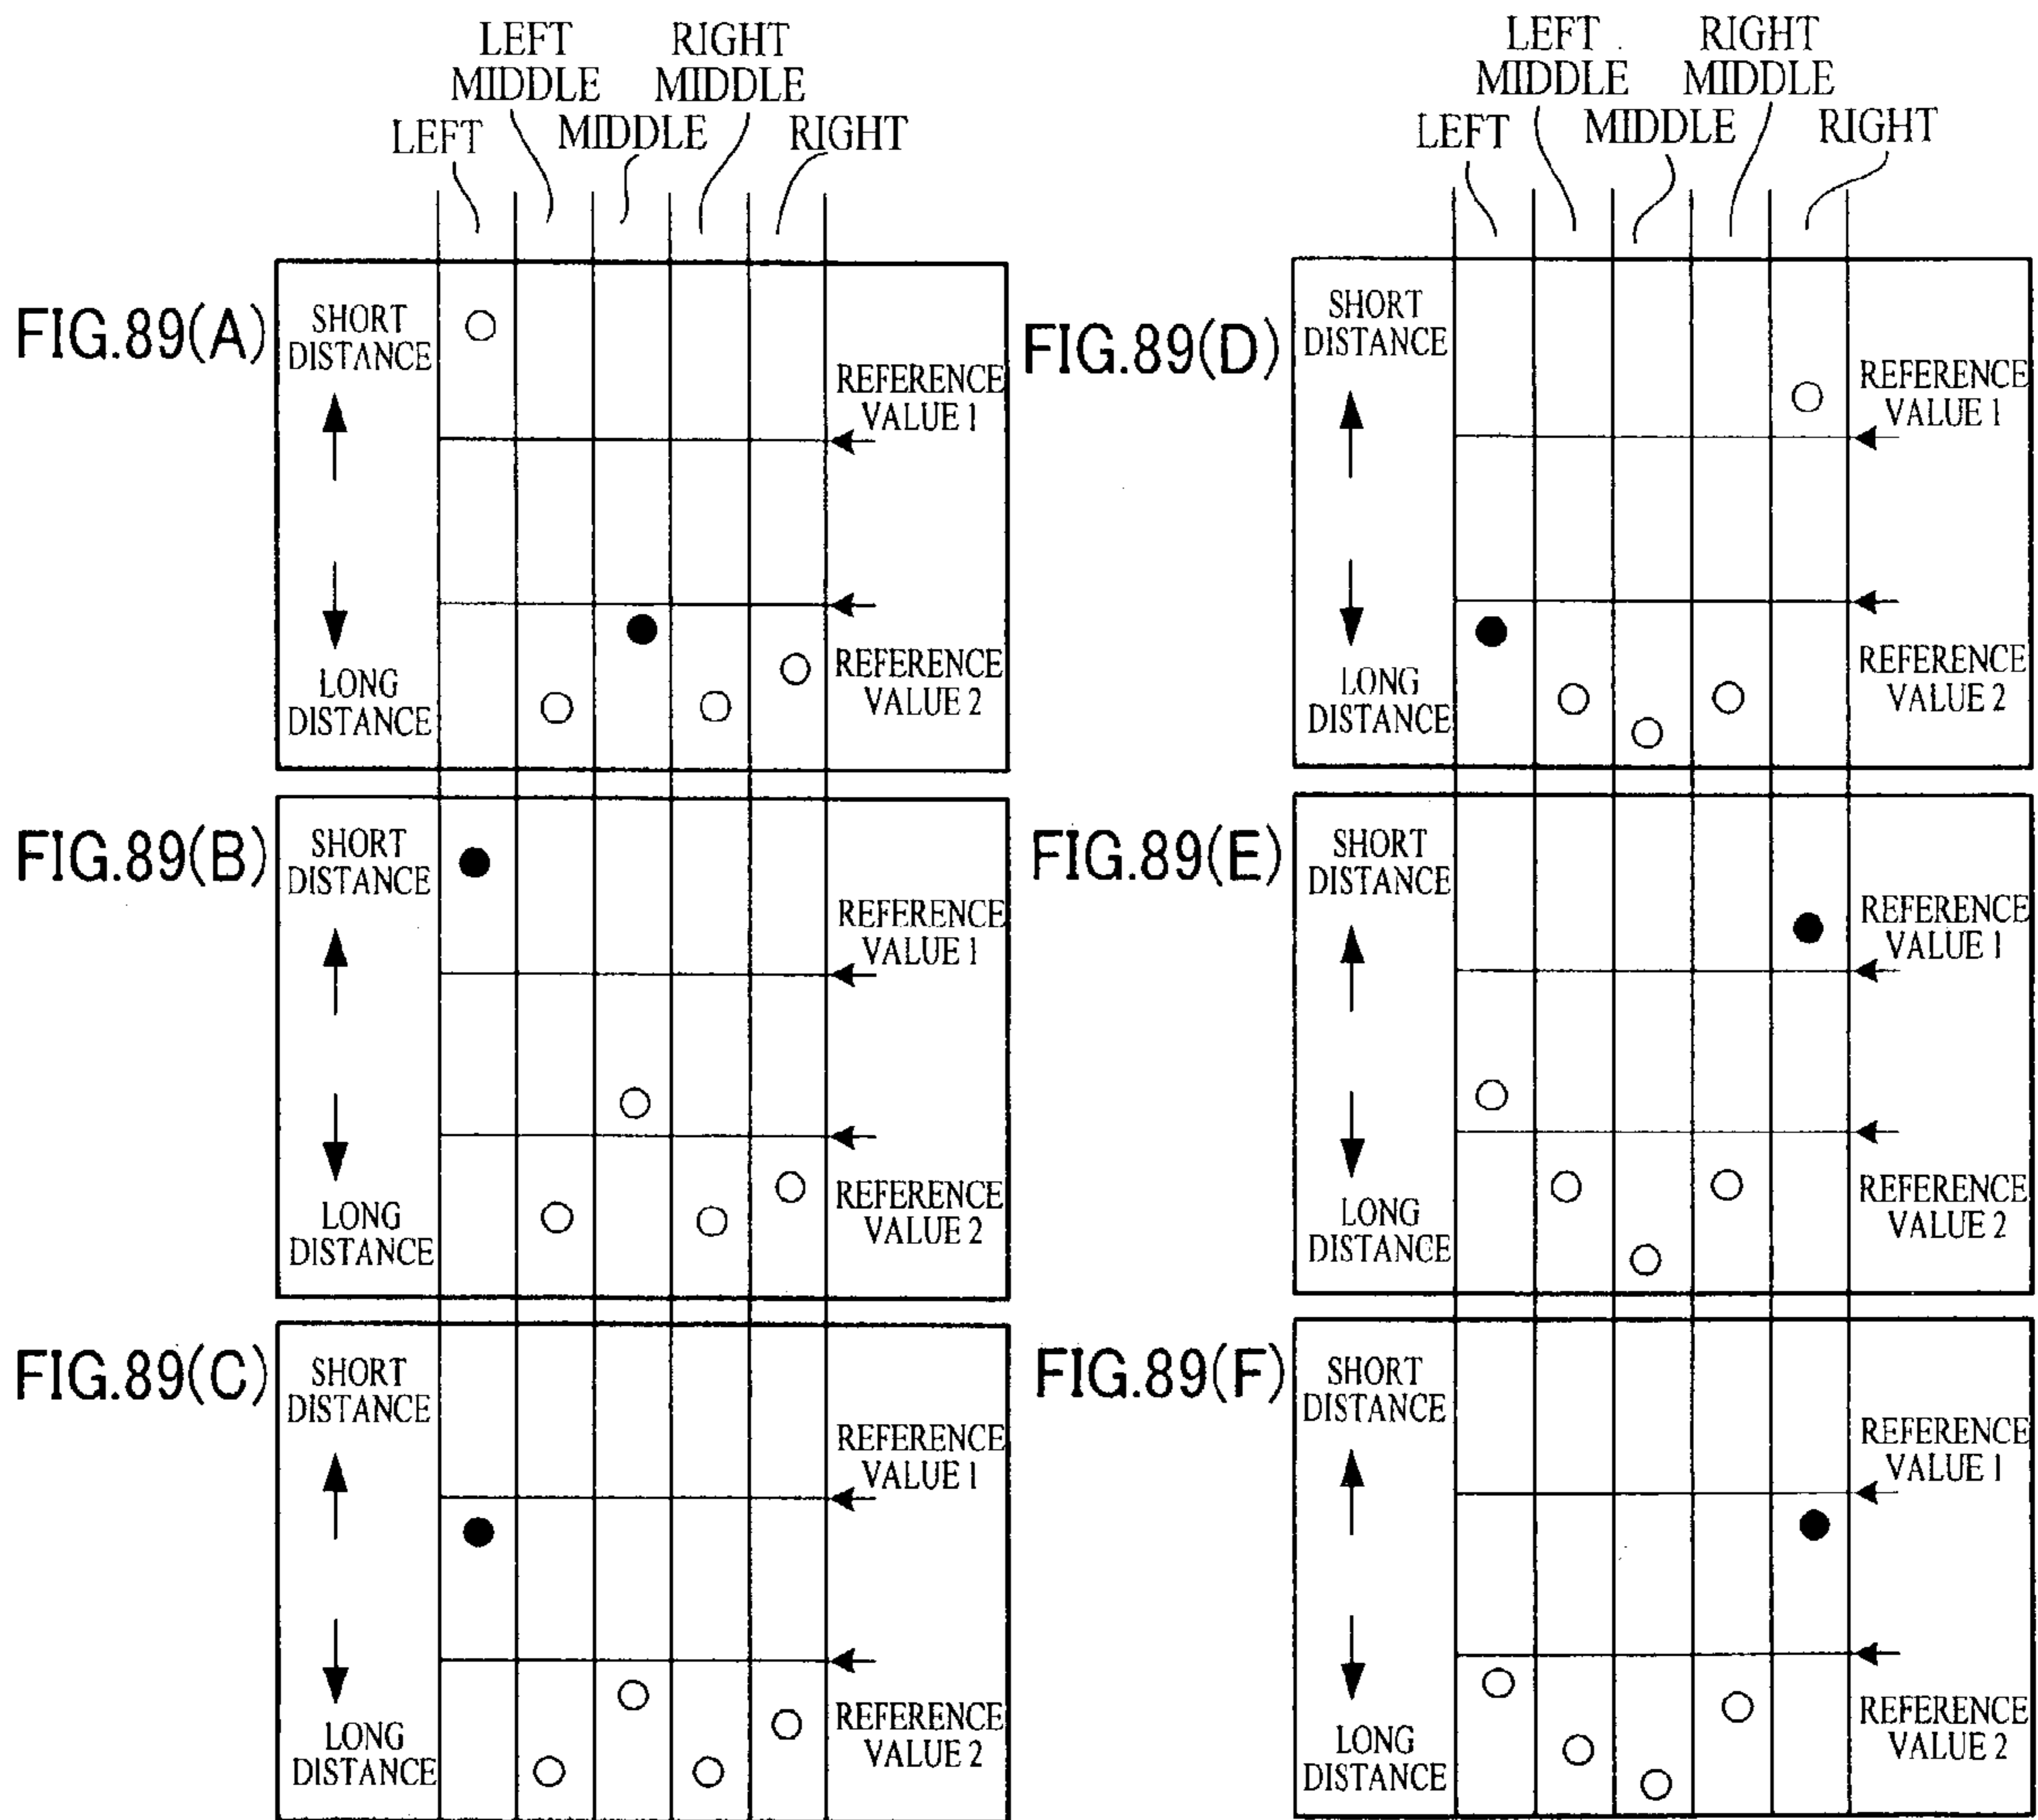 LEFT MIDDLE
RIGHT MIDDLE
LEFT
MIDDLE
RIGHT
FIG.89(A)
SHORT
DISTANCE
REFERENCE
VALUE 1
LONG
DISTANCE
REFERENCE
VALUE 2
FIG.89(B)
SHORT
DISTANCE
REFERENCE
VALUE 1
LONG
DISTANCE
REFERENCE
VALUE 2
FIG.89(C)
SHORT
DISTANCE
REFERENCE
VALUE 1
LONG
DISTANCE
REFERENCE
VALUE 2
LEFT
MIDDLE
RIGHT
MIDDLE
LEFT
MIDDLE
RIGHT
FIG.89(D)
SHORT
DISTANCE
REFERENCE
VALUE 1
LONG
DISTANCE
REFERENCE
VALUE 2
FIG.89(E)
SHORT
DISTANCE
REFERENCE
VALUE 1
LONG
DISTANCE
REFERENCE
VALUE 2
FIG.89(F)
SHORT
DISTANCE
REFERENCE
VALUE 1
LONG
DISTANCE
REFERENCE
VALUE 2